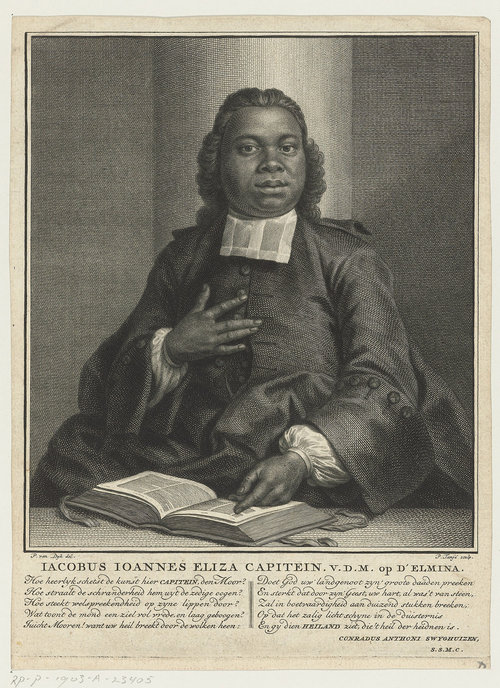 P. van Dyk del.
P. Tanjé sculp.
IACOBUS IOANNES ELIZA CAPITEIN. V. D. M. op D'ELMINA.
Hoe heerlyk schetst de kunst hier CAPITEIN, den Moor?
Hoe straalt de schranderheid hem uyt de zedige oogen?
Hoe steekt welspreekendheid op zyne lippen door?
Wat toont de mond een ziel vol vrede en laag geboogen?
Juicht Mooren! want uw heil breekt door de wolken heen:
Doet God uw landgenoot zyn' groote daaden preeken
En sterkt dat door zyn Geest, uw hart, al was't van steen,
Zal in boetvaardigheid aan duizend stukken breeken,
Op dat het zalig licht schyne in de duisternis
En gy dien HEILAND ziet, die 't heil der heidnen is.
CONRADUS ANTHONI SWYGHUIZEN,
S. S. M. C.
RP-P-1903-A-23405